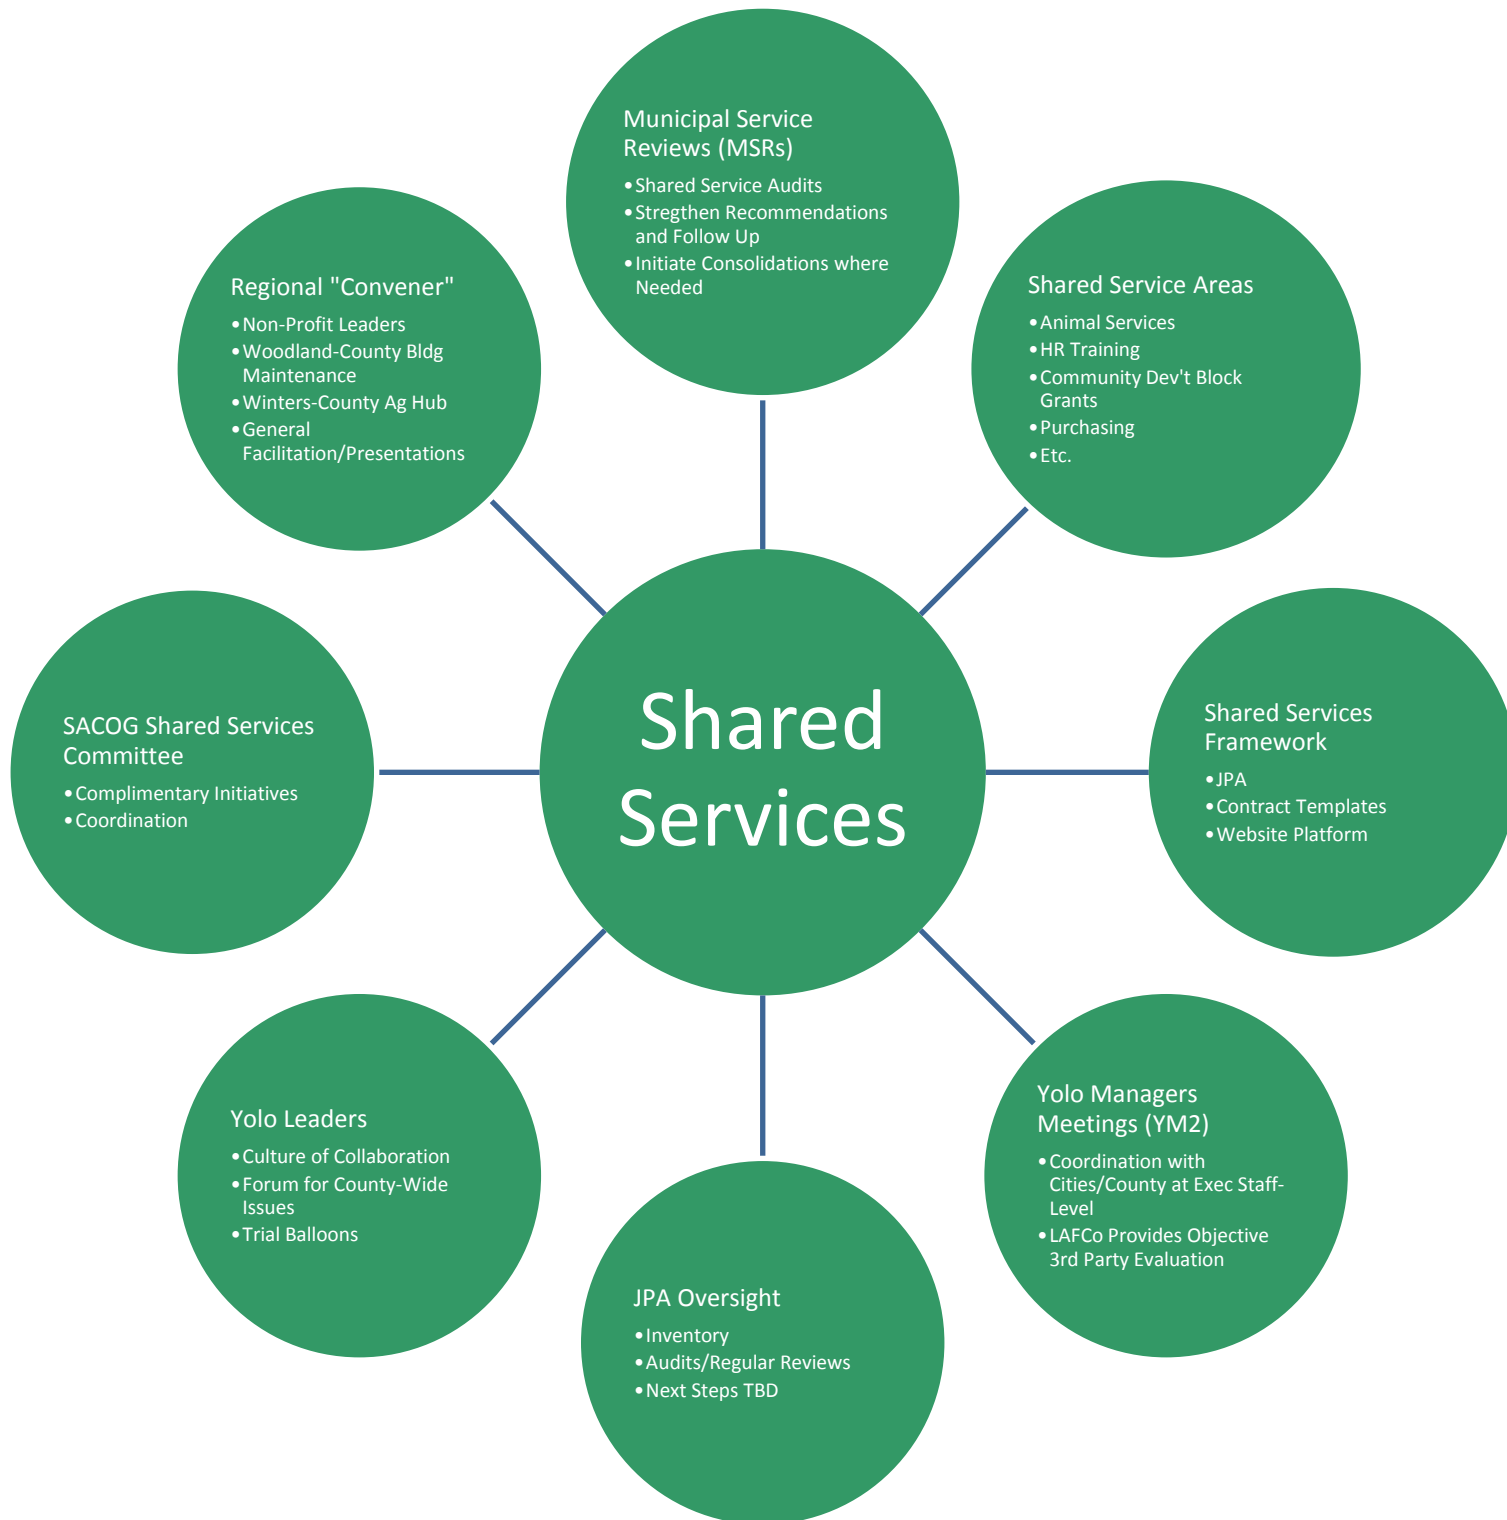 Municipal Service
Reviews (MSRs)
•Shared Service Audits
•Stregthen Recommendations
and Follow Up
•Initiate Consolidations where
Needed
Shared Service Areas
•Animal Services
•HR Training
•Community Dev't Block
Grants
•Purchasing
•Etc.
Shared Services
Framework
•JPA
•Contract Templates
•Website Platform
Yolo Managers
Meetings (YM2)
•Coordination with
Cities/County at Exec Staff-
Level
•LAFCo Provides Objective
3rd Party Evaluation
JPA Oversight
•Inventory
•Audits/Regular Reviews
•Next Steps TBD
Yolo Leaders
•Culture of Collaboration
•Forum for County-Wide
Issues
•Trial Balloons
SACOG Shared Services
Committee
•Complimentary Initiatives
•Coordination
Regional "Convener"
•Non-Profit Leaders
•Woodland-County Bldg
Maintenance
•Winters-County Ag Hub
•General
Facilitation/Presentations
Shared
Services